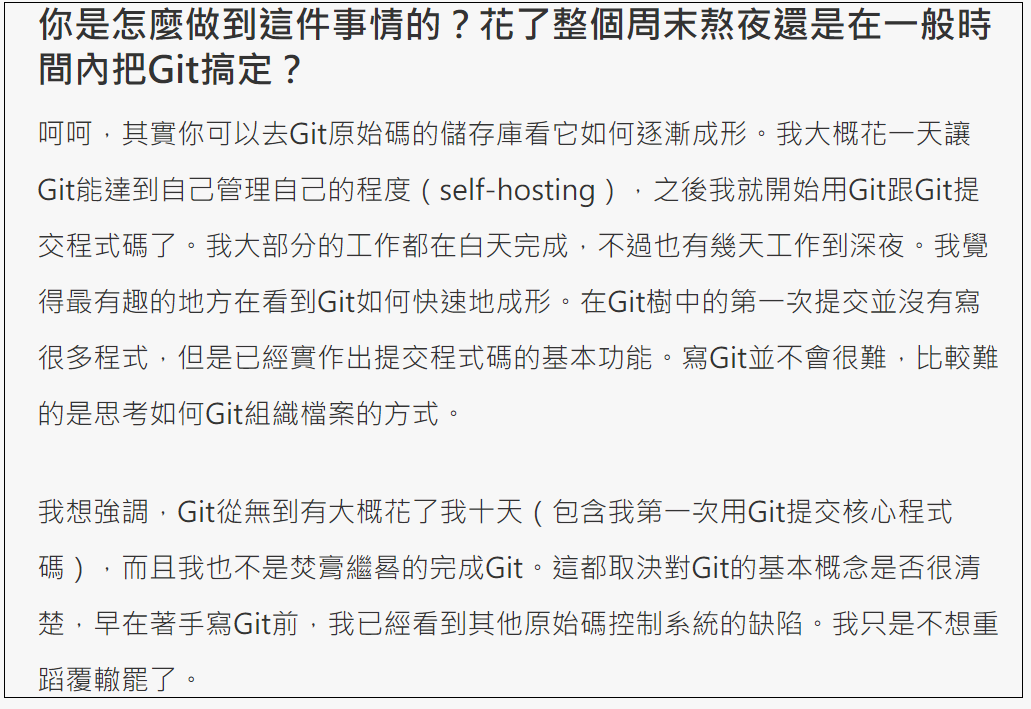 你是怎麼做到這件事情的？花了整個周末熬夜還是在一般時
間內把Git搞定？
呵呵，其實你可以去Git原始碼的儲存庫看它如何逐漸成形。我大概花一天讓
Git能達到自己管理自己的程度（self-hosting），之後我就開始用Git跟Git提
交程式碼了。我大部分的工作都在白天完成，不過也有幾天工作到深夜。我覺
得最有趣的地方在看到Git如何快速地成形。在Git樹中的第一次提交並沒有寫
很多程式，但是已經實作出提交程式碼的基本功能。寫Git並不會很難，比較難
的是思考如何Git組織檔案的方式。
我想強調，Git從無到有大概花了我十天（包含我第一次用Git提交核心程式
碼），而且我也不是焚膏繼晷的完成Git。這都取決對Git的基本概念是否很清
楚，早在著手寫Git前，我已經看到其他原始碼控制系統的缺陷。我只是不想重
蹈覆轍罷了。